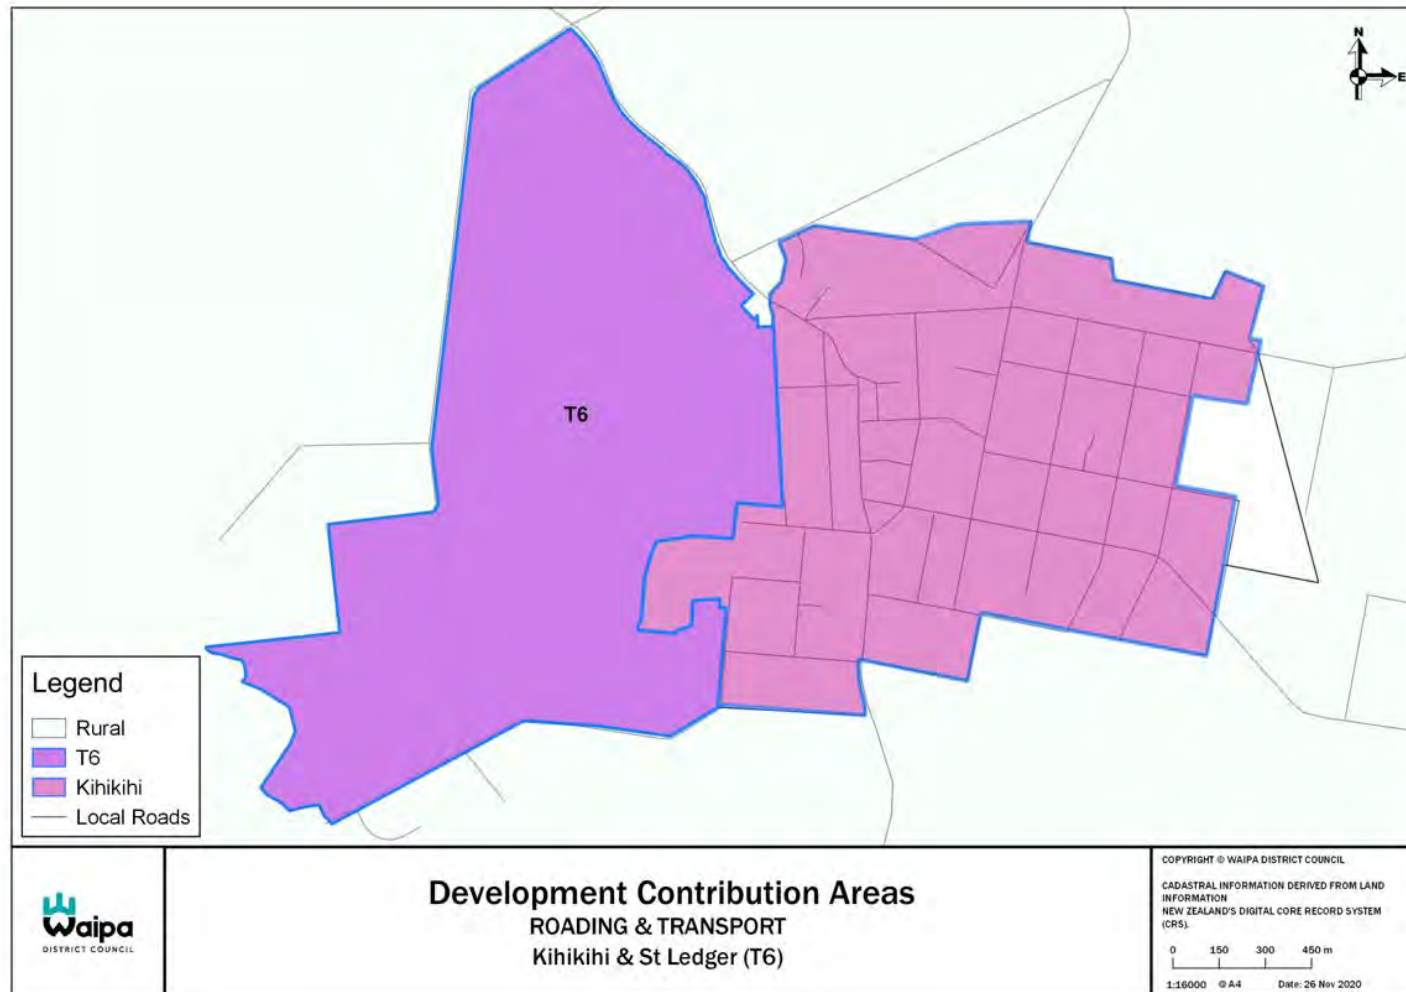 N
E
T6
Legend
Rural
T6
Kihikihi
Local Roads
Waipa
DISTRICT COUNCIL
Development Contribution Areas
ROADING & TRANSPORT
Kihikihi & St Ledger (T6)
COPYRIGHT © WAIPA DISTRICT COUNCIL
CADASTRAL INFORMATION DERIVED FROM LAND
INFORMATION
NEW ZEALAND'S DIGITAL CORE RECORD SYSTEM
(CRS).
0 150 300 450 m
1:16000 @ A4 Date: 26 Nov 2020